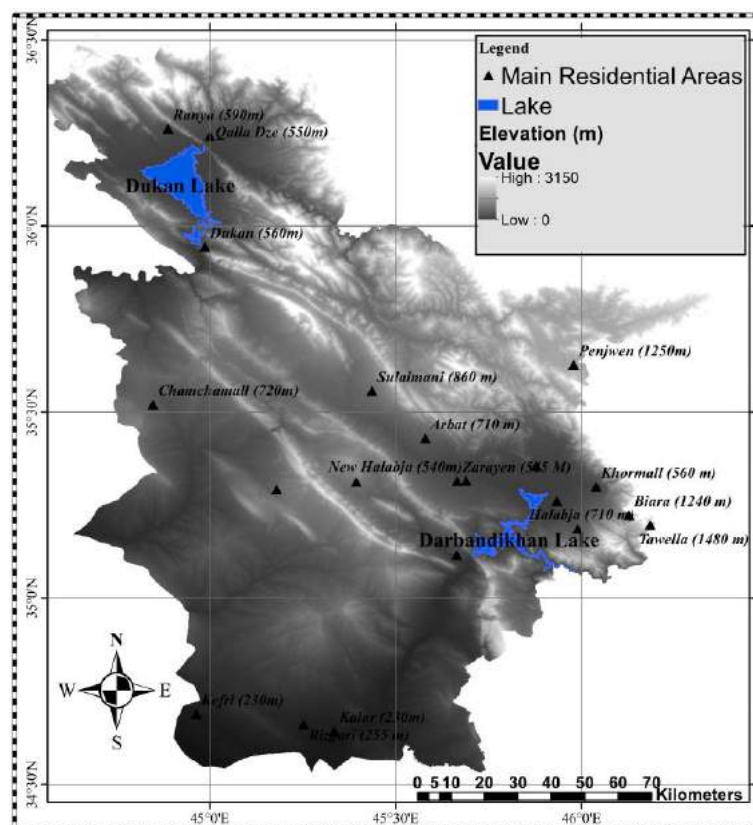 36°30'N
Legend
Main Residential Areas
Lake
Elevation (m)
Value
High : 3150
Low : 0
Ranya (590m)
Qalla Dze (550m)
Dukan Lake
36°0'N
Dukan (560m)
Penjwen (1250m)
Sulaimani (860 m)
Chamchamall (720m)
35°30'N
Arbat (710 m)
New Halabja (540m)
Zarayen
Khormall (560 m)
Biara (1240 m)
Halabja (710 m)
Tawella (1480 m)
Darbandikhan Lake
35°0'N
N
W
E
S
Kefri (230m)
Kalar (230m)
Rizgari (255 m)
34°30'N
0 5 10 20 30 40 50 60 70
Kilometers
45°0'E
45°30'E
46°0'E